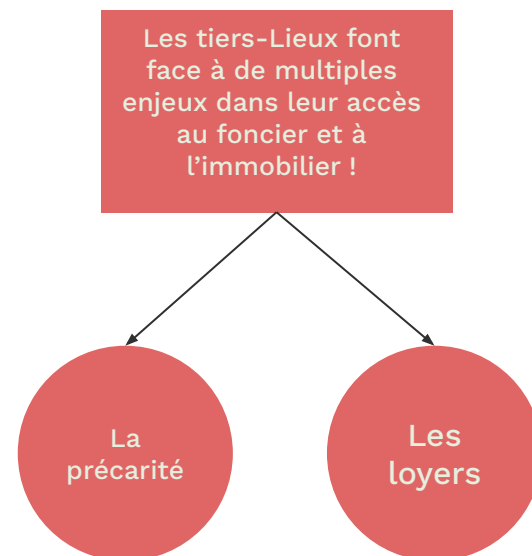 Les tiers-Lieux font
face à de multiples
enjeux dans leur accès
au foncier et à
l’immobilier !
La
précarité
Les
loyers